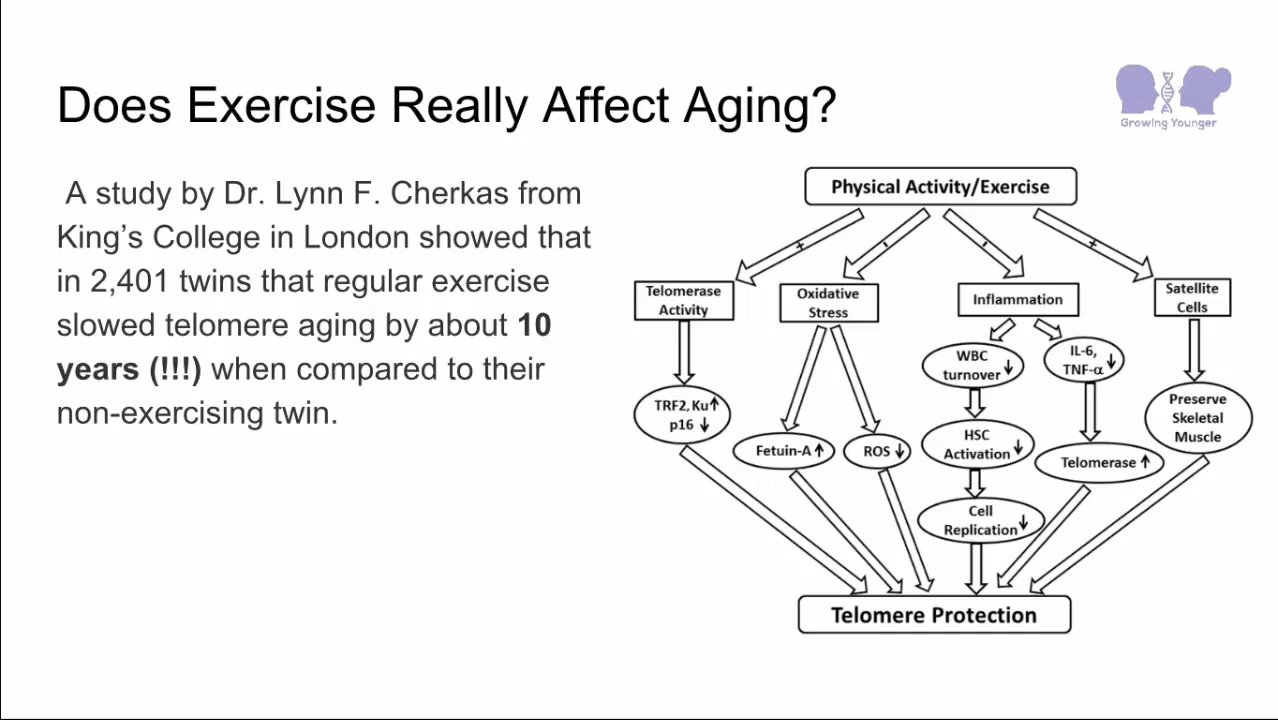 Does Exercise Really Affect Aging?
Growing Younger
A study by Dr. Lynn F. Cherkas from
King’s College in London showed that
in 2,401 twins that regular exercise
slowed telomere aging by about 10
years (!!!) when compared to their
non-exercising twin.
Physical Activity/Exercise
+
-
-
+
Telomerase
Activity
Oxidative
Stress
Inflammation
Satellite
Cells
WBC
turnover ↓
IL-6,
TNF-α ↓
TRF2, Ku↑
p16 ↓
Preserve
Skeletal
Muscle
Fetuin-A ↑
ROS ↓
HSC
Activation ↓
Telomerase ↑
Cell
Replication ↓
Telomere Protection